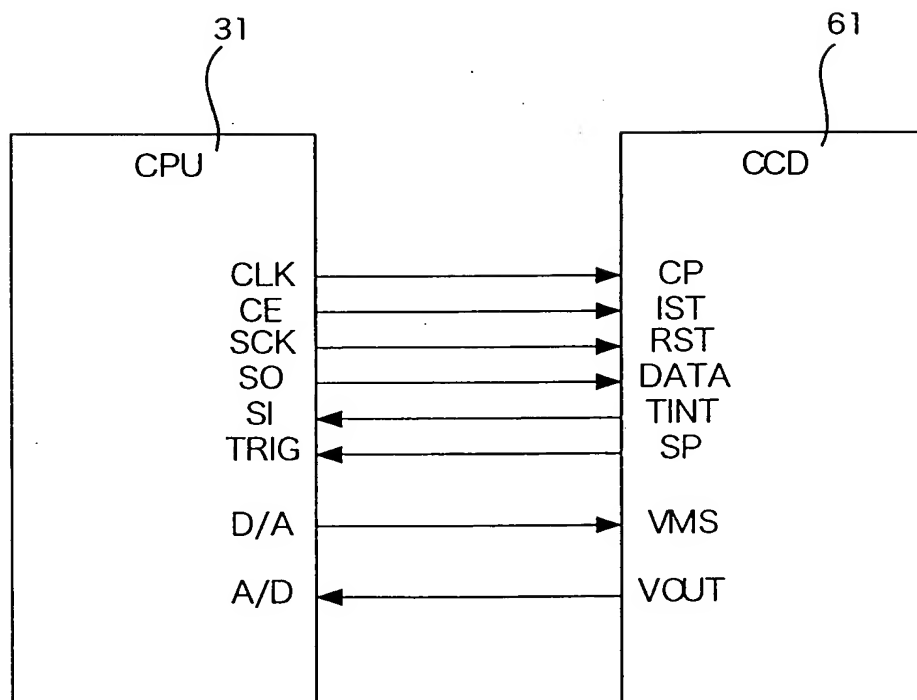 31 61
CPU CCD
CLK CP
CE IST
SCK RST
SO DATA
SI TINT
TRIG SP
D/A VMS
A/D VOUT